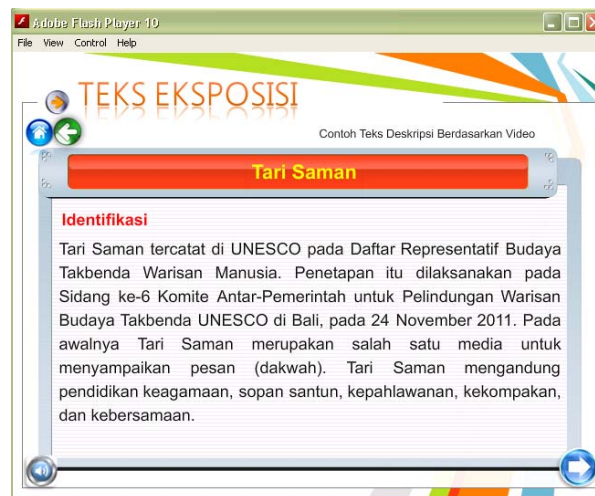 Adobe Flash Player 10
File View Control Help
TEKS EKSPOSISI
Contoh Teks Deskripsi Berdasarkan Video
Tari Saman
Identifikasi
Tari Saman tercatat di UNESCO pada Daftar Representatif Budaya
Takbenda Warisan Manusia. Penetapan itu dilaksanakan pada
Sidang ke-6 Komite Antar-Pemerintah untuk Pelindungan Warisan
Budaya Takbenda UNESCO di Bali, pada 24 November 2011. Pada
awalnya Tari Saman merupakan salah satu media untuk
menyampaikan pesan (dakwah). Tari Saman mengandung
pendidikan keagamaan, sopan santun, kepahlawanan, kekompakan,
dan kebersamaan.